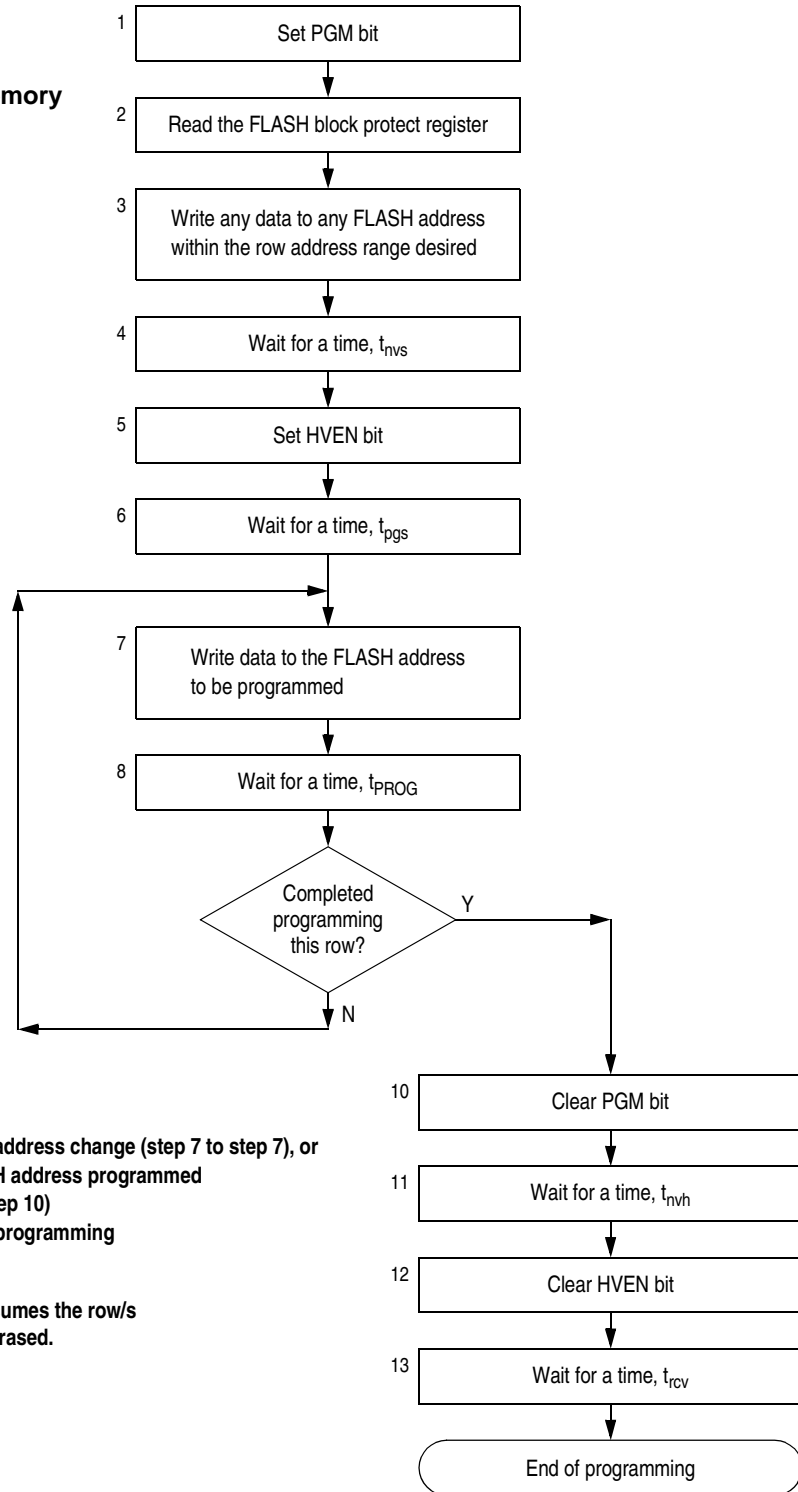 1
Set PGM bit
mory
2
Read the FLASH block protect register
3
Write any data to any FLASH address
within the row address range desired
4
Wait for a time, tnvs
5
Set HVEN bit
6
Wait for a time, tpgs
7
Write data to the FLASH address
to be programmed
8
Wait for a time, tPROG
Completed
programming
this row?
Y
N
10
Clear PGM bit
address change (step 7 to step 7), or
H address programmed
ep 10)
programming
11
Wait for a time, tnvh
12
Clear HVEN bit
umes the row/s
rased.
13
Wait for a time, trcv
End of programming